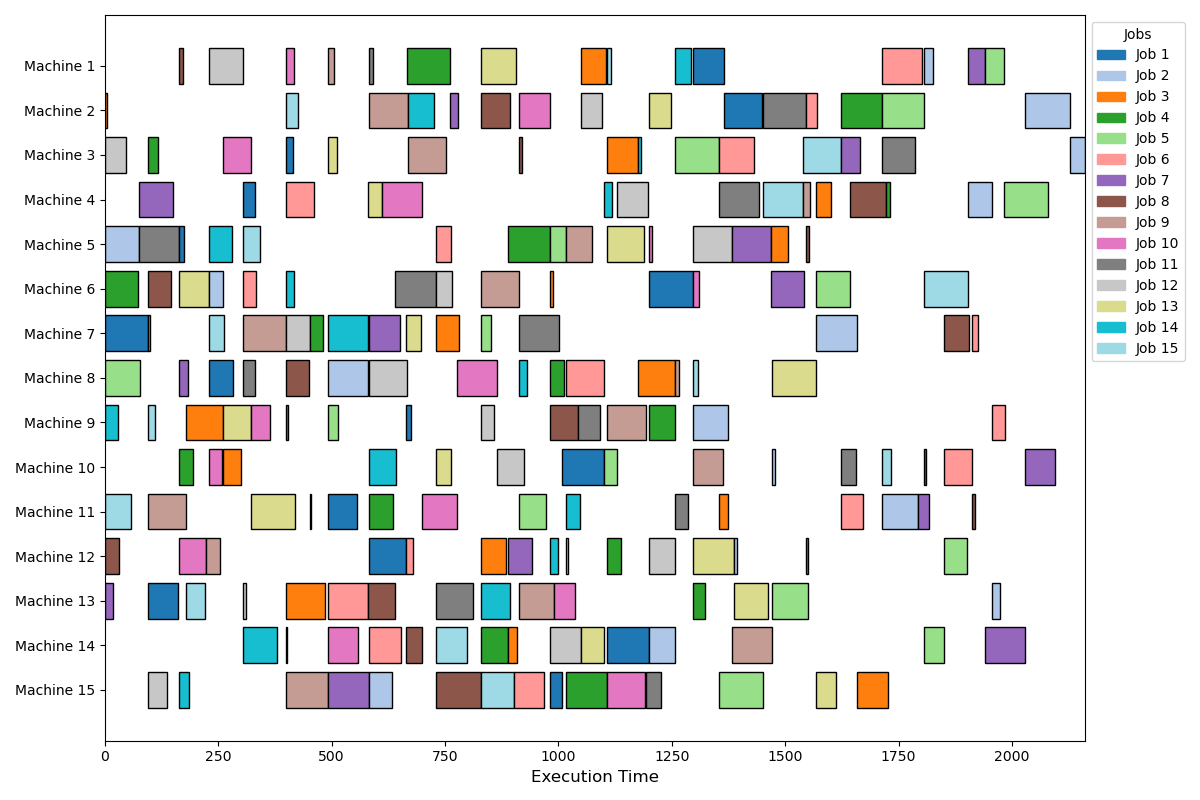 Machine 1
Machine 2
Machine 3
Machine 4
Machine 5
Machine 6
Machine 7
Machine 8
Machine 9
Machine 10
Machine 11
Machine 12
Machine 13
Machine 14
Machine 15
0 250 500 750 1000 1250 1500 1750 2000
Execution Time
Jobs
Job 1
Job 2
Job 3
Job 4
Job 5
Job 6
Job 7
Job 8
Job 9
Job 10
Job 11
Job 12
Job 13
Job 14
Job 15